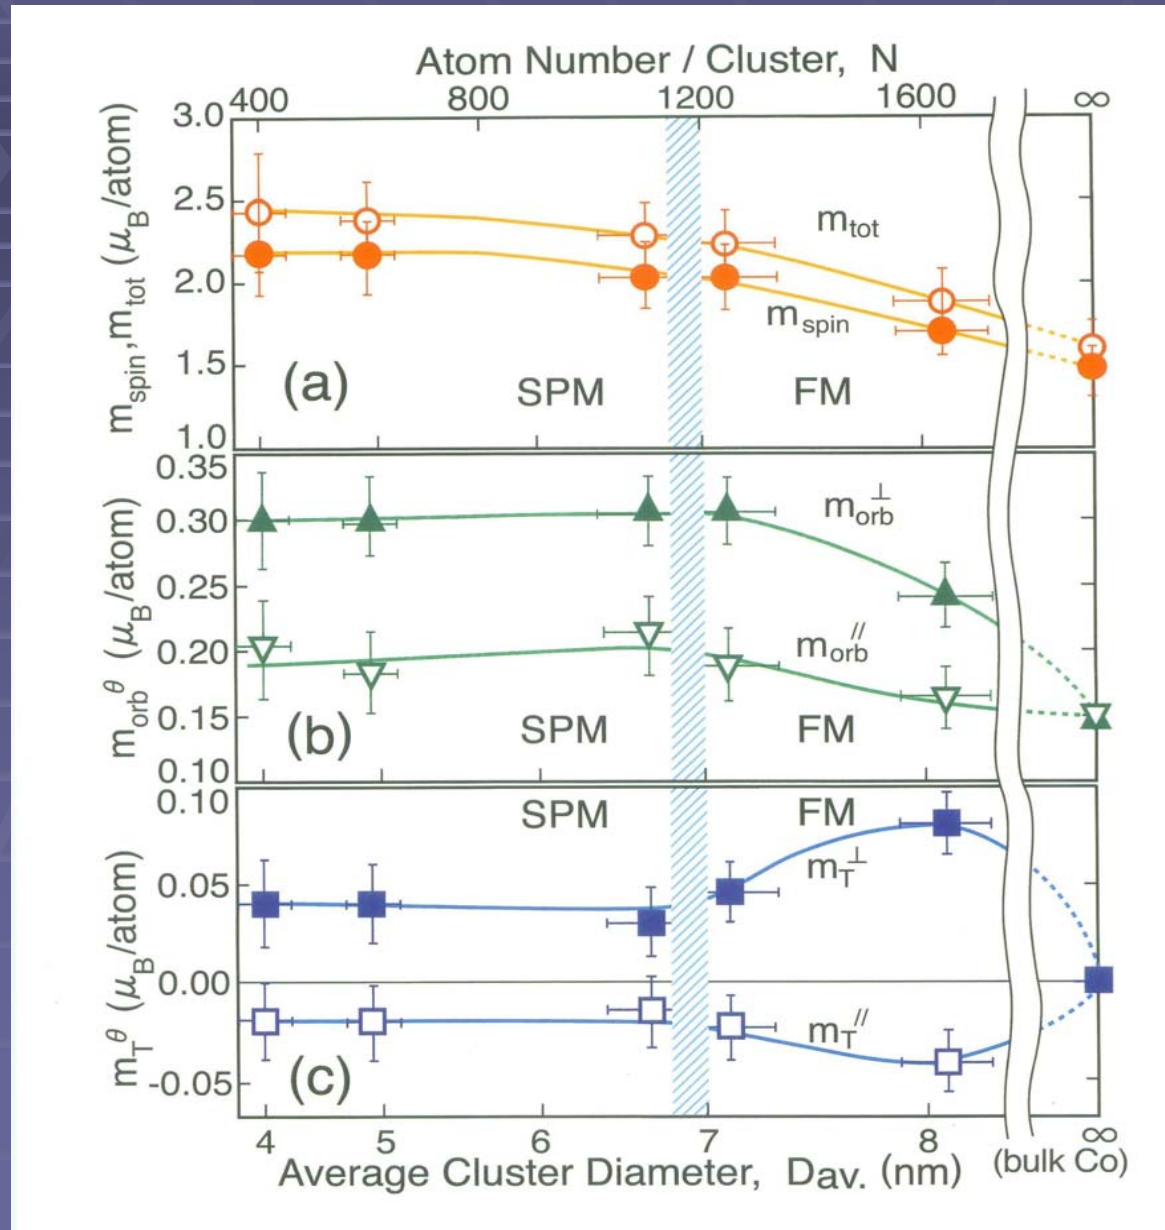 Atom Number / Cluster, N
400 800 1200 1600 ∞
m_spin, m_tot (μ_B/atom)
3.0
2.5
2.0
1.5
1.0
m_tot
m_spin
(a) SPM FM
m_orb^θ (μ_B/atom)
0.35
0.30
0.25
0.20
0.15
0.10
m_orb^⊥
m_orb^//
(b) SPM FM
m_T^θ (μ_B/atom)
0.10
0.05
0.00
-0.05
SPM FM
m_T^⊥
m_T^//
(c)
4 5 6 7 8 ∞
Average Cluster Diameter, Dav. (nm) (bulk Co)